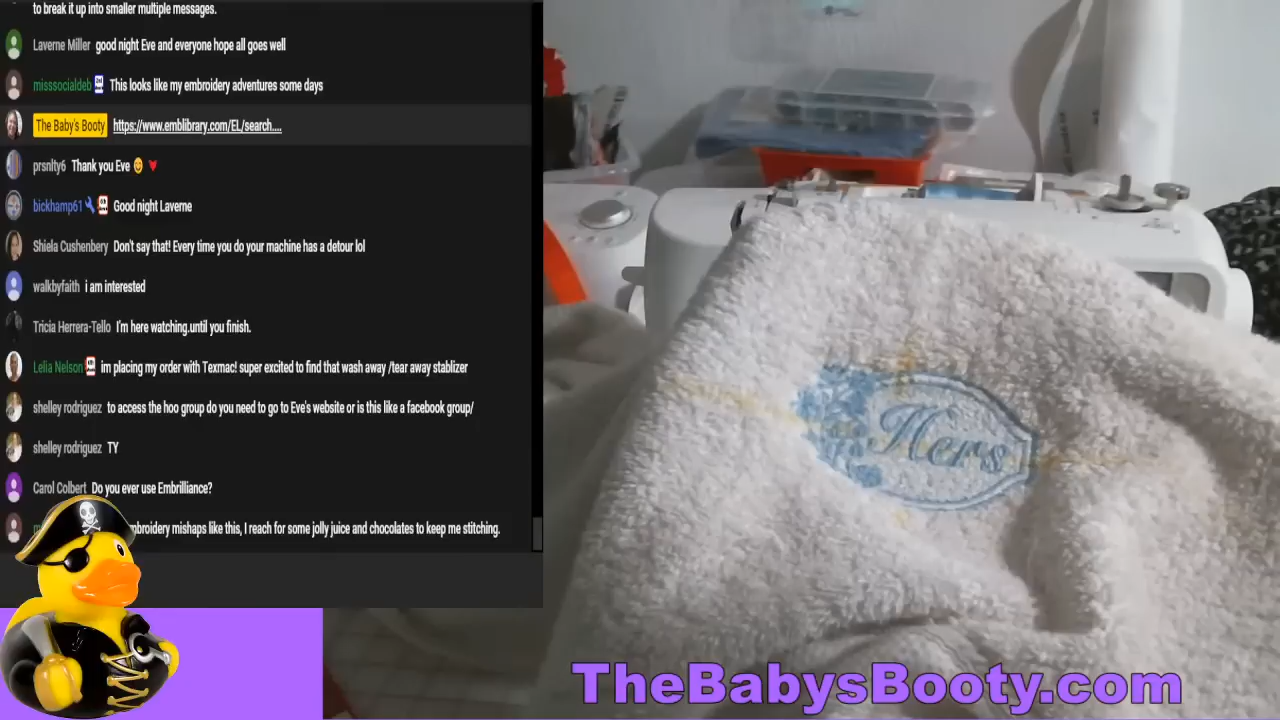 to break it up into smaller multiple messages.
Laverne Miller good night Eve and everyone hope all goes well
misssocialdeb This looks like my embroidery adventures some days
The Baby's Booty https://www.emblibrary.com/EL/search....
prsnlty6 Thank you Eve
bickhamp61 Good night Laverne
Shiela Cushenbery Don't say that! Every time you do your machine has a detour lol
walkbyfaith i am interested
Tricia Herrera-Tello I'm here watching.until you finish.
Lelia Nelson im placing my order with Texmac! super excited to find that wash away /tear away stablizer
shelley rodriguez to access the hoo group do you need to go to Eve's website or is this like a facebook group/
shelley rodriguez TY
Carol Colbert Do you ever use Embrilliance?
mbroidery mishaps like this, I reach for some jolly juice and chocolates to keep me stitching.
Hers
TheBabysBooty.com